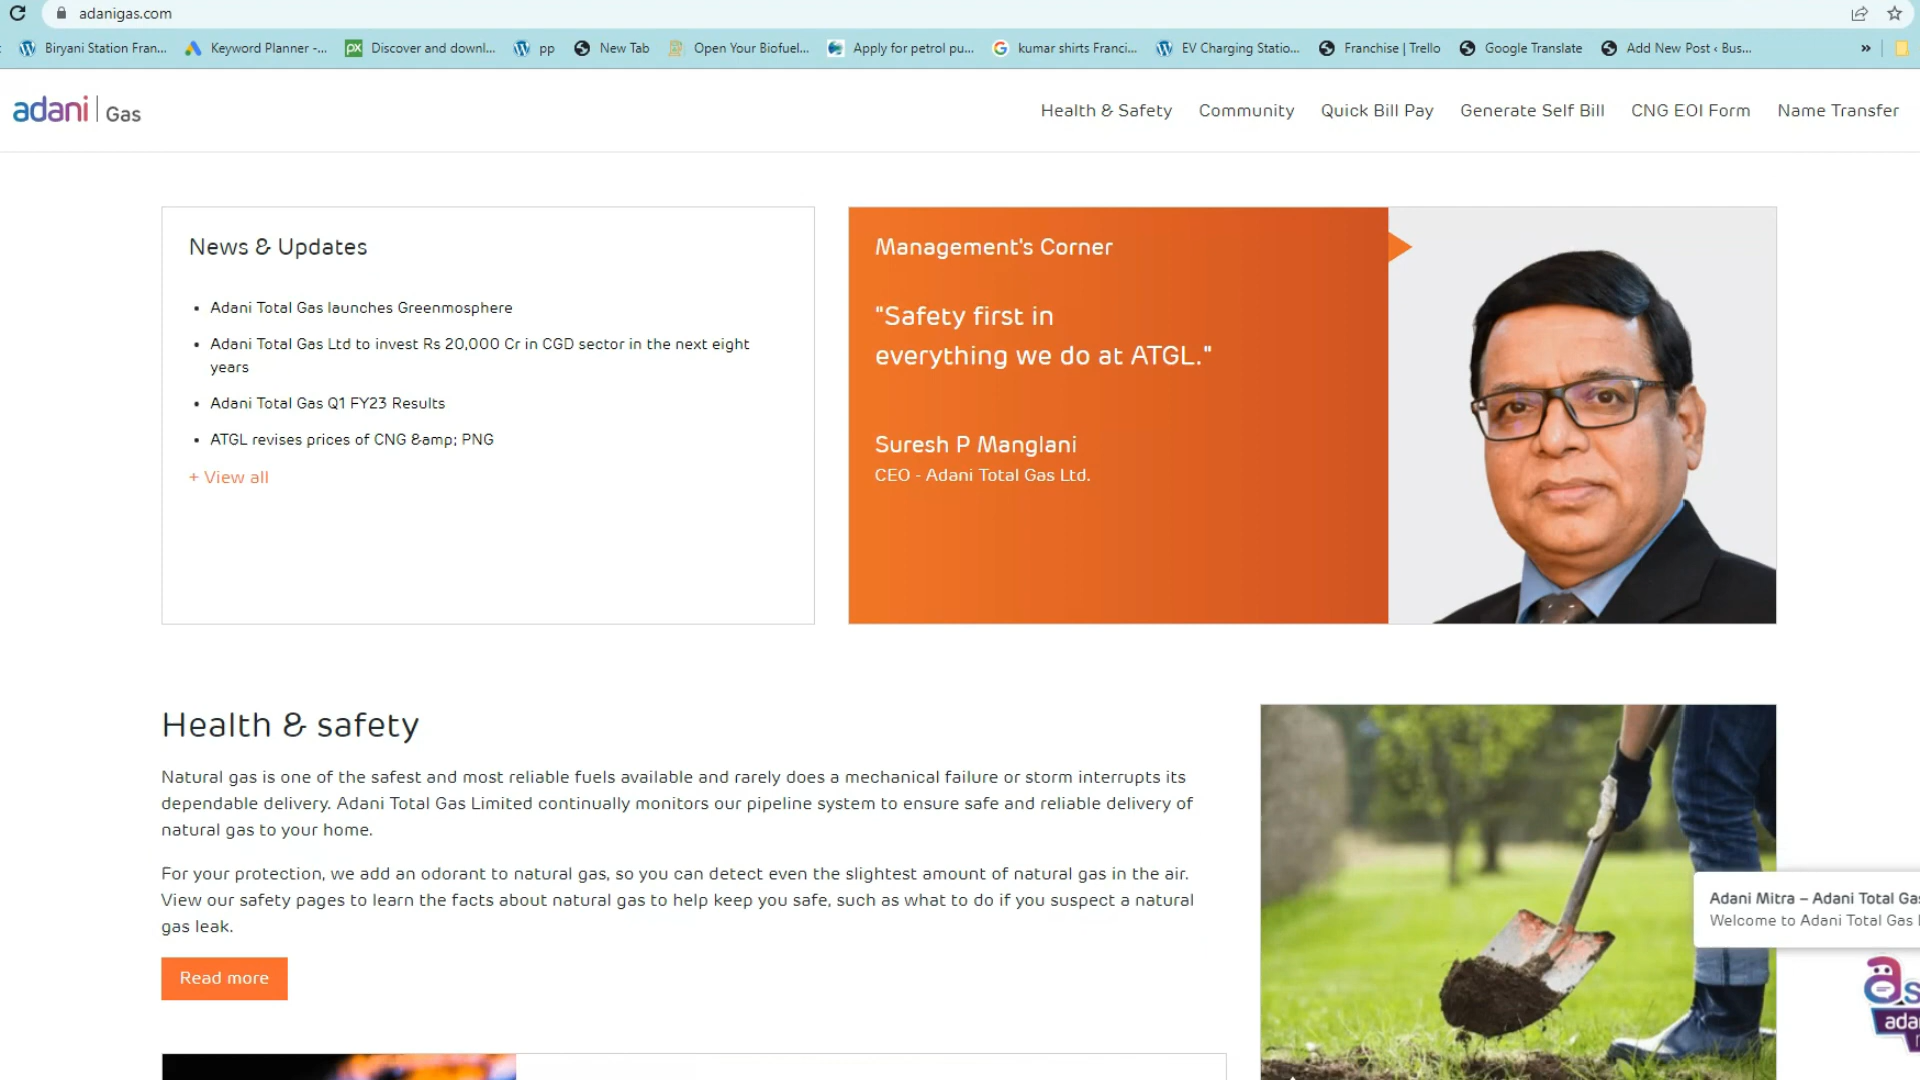 adanigas.com
Biryani Station Fran... Keyword Planner -... Discover and downl... pp New Tab Open Your Biofuel... Apply for petrol pu... kumar shirts Franci... EV Charging Statio... Franchise | Trello Google Translate Add New Post ‹ Bus... »
adani | Gas
Health & Safety Community Quick Bill Pay Generate Self Bill CNG EOI Form Name Transfer
News & Updates
• Adani Total Gas launches Greenmosphere
• Adani Total Gas Ltd to invest Rs 20,000 Cr in CGD sector in the next eight
years
• Adani Total Gas Q1 FY23 Results
• ATGL revises prices of CNG &amp; PNG
+ View all
Management's Corner
"Safety first in
everything we do at ATGL."
Suresh P Manglani
CEO - Adani Total Gas Ltd.
Health & safety
Natural gas is one of the safest and most reliable fuels available and rarely does a mechanical failure or storm interrupts its
dependable delivery. Adani Total Gas Limited continually monitors our pipeline system to ensure safe and reliable delivery of
natural gas to your home.
For your protection, we add an odorant to natural gas, so you can detect even the slightest amount of natural gas in the air.
View our safety pages to learn the facts about natural gas to help keep you safe, such as what to do if you suspect a natural
gas leak.
Read more
Adani Mitra – Adani Total Gas
Welcome to Adani Total Gas